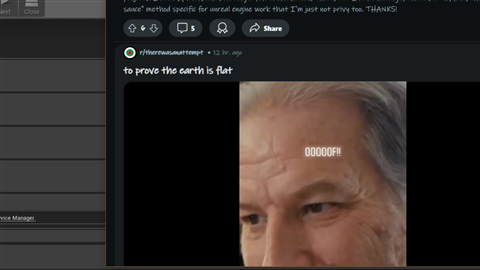 Close
sauce" method specific for unreal engine work that I'm just not privy too. THANKS!
6
5
Share
r/therewasanattempt • 12 hr. ago
to prove the earth is flat
OOOOOF!!
vice Manager.